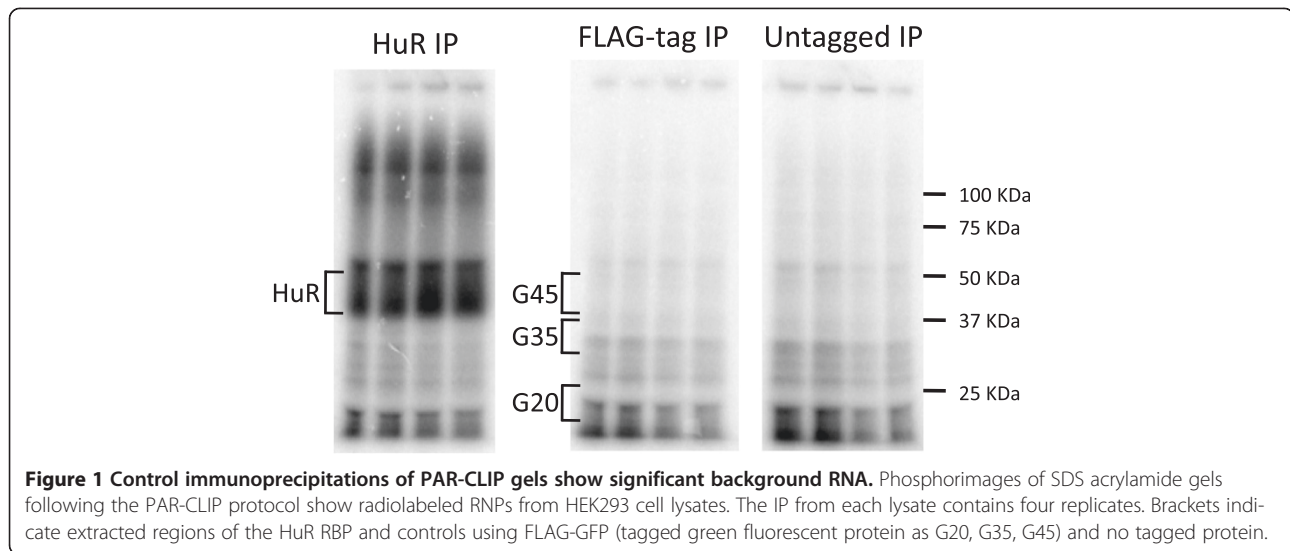 HuR IP
FLAG-tag IP
Untagged IP
100 KDa
75 KDa
HuR
50 KDa
G45
37 KDa
G35
25 KDa
G20
Figure 1 Control immunoprecipitations of PAR-CLIP gels show significant background RNA. Phosphorimages of SDS acrylamide gels
following the PAR-CLIP protocol show radiolabeled RNPs from HEK293 cell lysates. The IP from each lysate contains four replicates. Brackets indi-
cate extracted regions of the HuR RBP and controls using FLAG-GFP (tagged green fluorescent protein as G20, G35, G45) and no tagged protein.